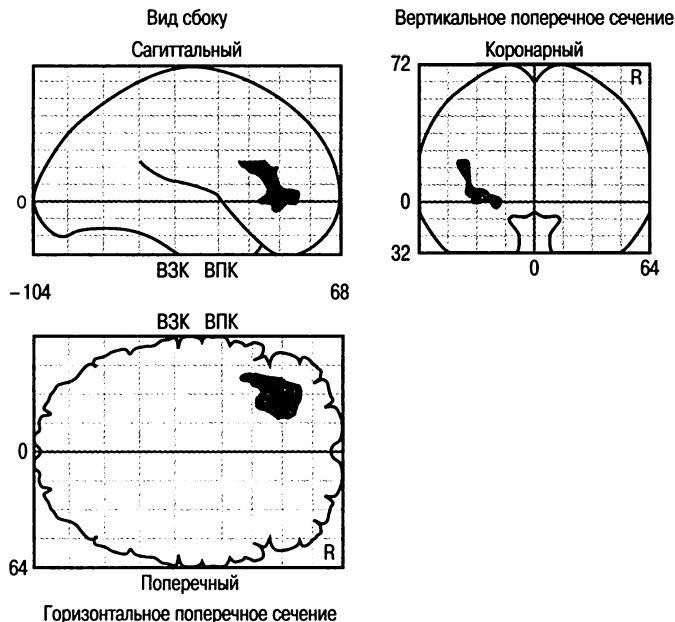 Вид сбоку
Сагиттальный
0
ВЗК ВПК
−104 68
Вертикальное поперечное сечение
Коронарный
72
R
0
32
0 64
ВЗК ВПК
0
R
64
Поперечный
Горизонтальное поперечное сечение